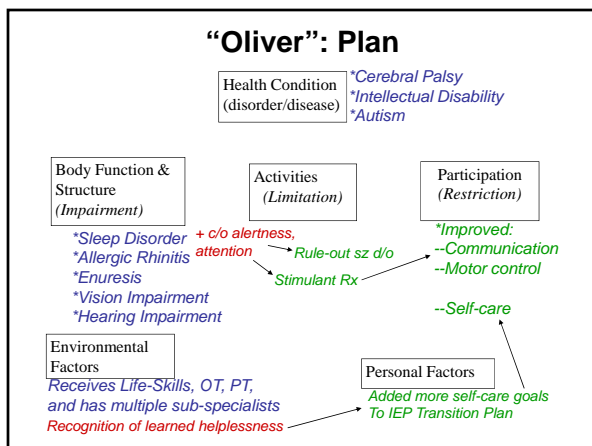 “Oliver”: Plan
Health Condition
(disorder/disease)
*Cerebral Palsy
*Intellectual Disability
*Autism
Body Function &
Structure
(Impairment)
Activities
(Limitation)
Participation
(Restriction)
*Sleep Disorder
*Allergic Rhinitis
*Enuresis
*Vision Impairment
*Hearing Impairment
+ c/o alertness,
attention
Rule-out sz d/o
Stimulant Rx
*Improved:
--Communication
--Motor control
--Self-care
Environmental
Factors
Receives Life-Skills, OT, PT,
and has multiple sub-specialists
Recognition of learned helplessness
Personal Factors
Added more self-care goals
To IEP Transition Plan